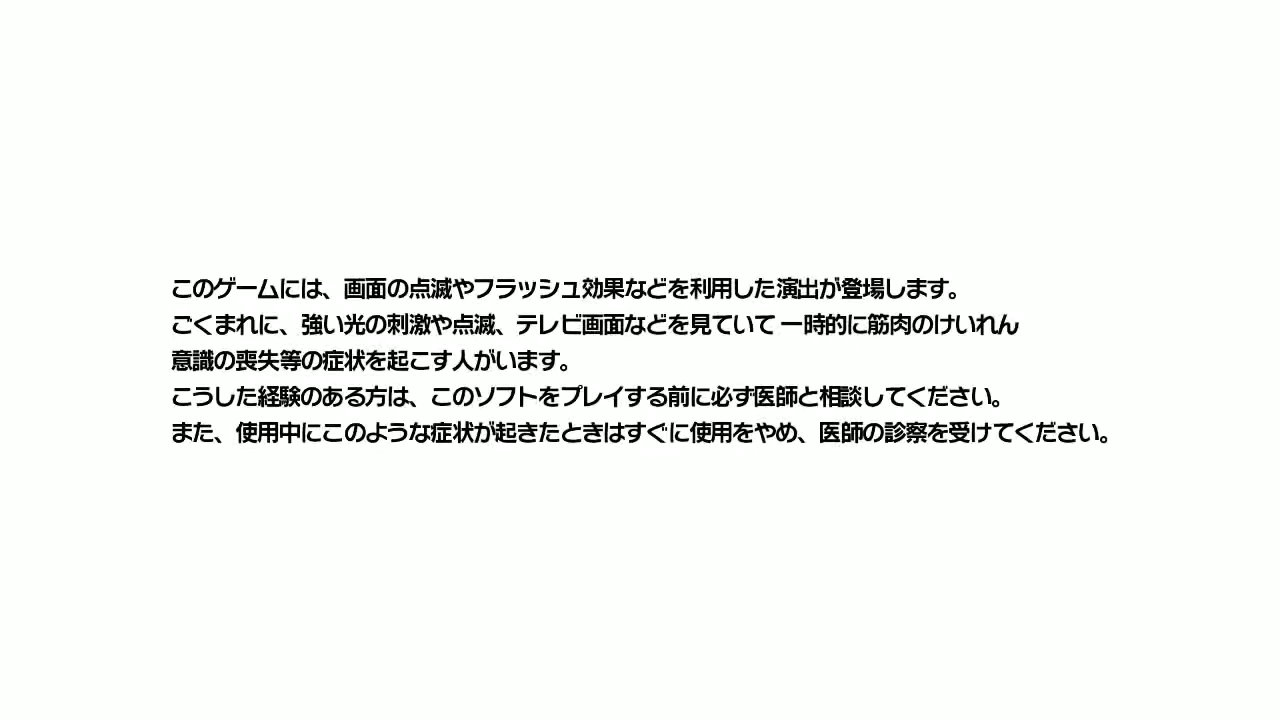 このゲームには、画面の点滅やフラッシュ効果などを利用した演出が登場します。
ごくまれに、強い光の刺激や点滅、テレビ画面などを見ていて 一時的に筋肉のけいれん
意識の喪失等の症状を起こす人がいます。
こうした経験のある方は、このソフトをプレイする前に必ず医師と相談してください。
また、使用中にこのような症状が起きたときはすぐに使用をやめ、医師の診察を受けてください。